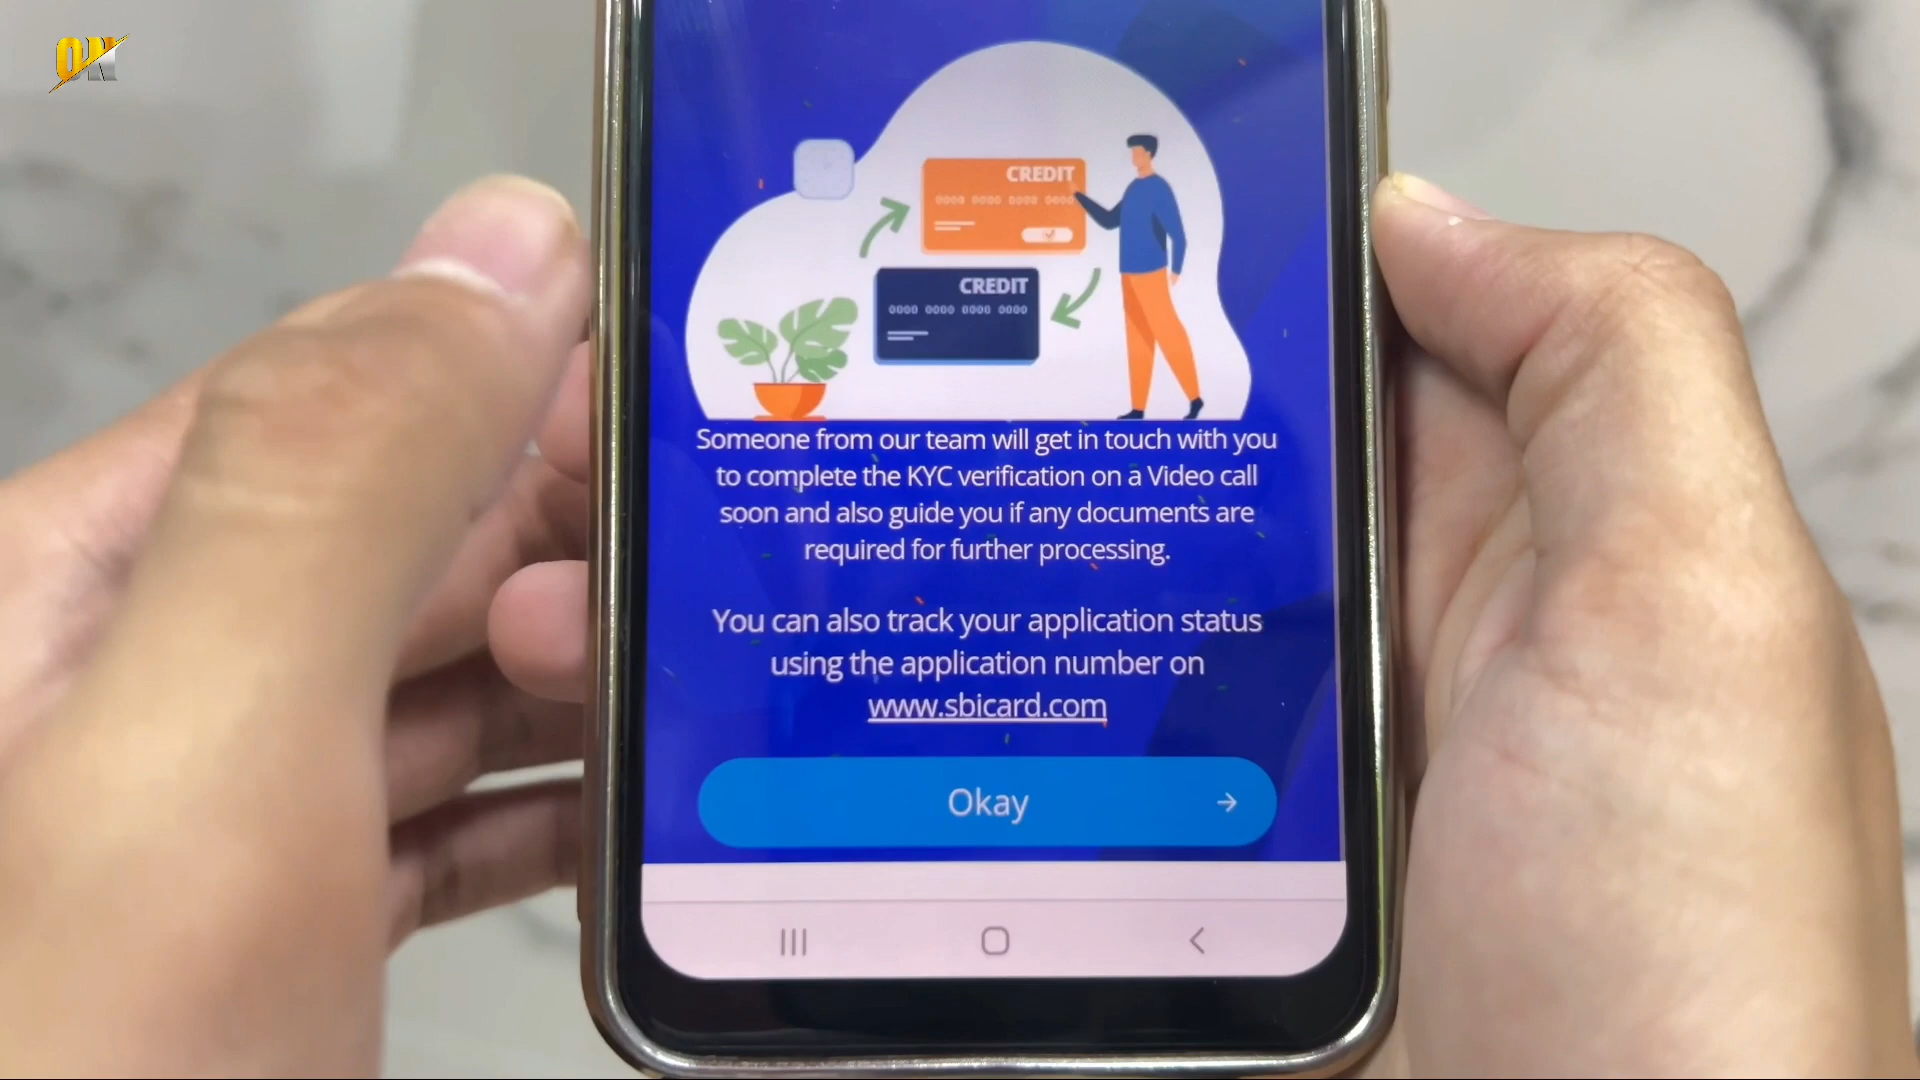 ON
CREDIT
0000 0000 0000 0000
CREDIT
0000 0000 0000 0000
Someone from our team will get in touch with you
to complete the KYC verification on a Video call
soon and also guide you if any documents are
required for further processing.
You can also track your application status
using the application number on
www.sbicard.com
Okay